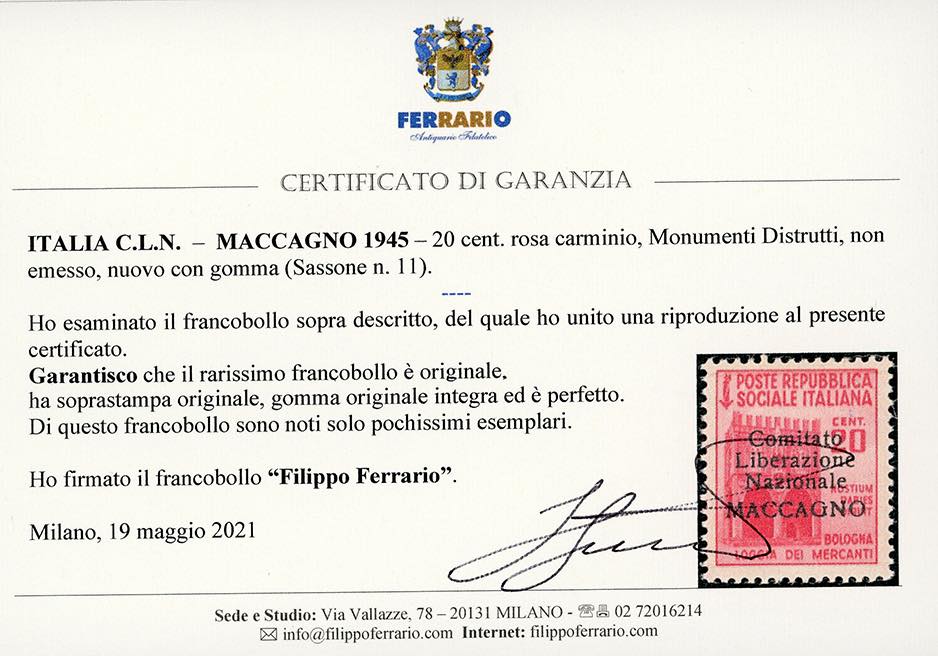 FERRARIO
Antiquario Filatelico
CERTIFICATO DI GARANZIA
ITALIA C.L.N. – MACCAGNO 1945 – 20 cent. rosa carminio, Monumenti Distrutti, non
emesso, nuovo con gomma (Sassone n. 11).
----
Ho esaminato il francobollo sopra descritto, del quale ho unito una riproduzione al presente
certificato.
Garantisco che il rarissimo francobollo è originale,
ha soprastampa originale, gomma originale integra ed è perfetto.
Di questo francobollo sono noti solo pochissimi esemplari.
Ho firmato il francobollo “Filippo Ferrario”.
Milano, 19 maggio 2021
POSTE REPUBBLICA
SOCIALE ITALIANA
CENT.
20
Comitato
Liberazione
Nazionale
HOSTIUM
MACCAGNO
BOLOGNA
LOGGIA DEI MERCANTI
Sede e Studio: Via Vallazze, 78 – 20131 MILANO - 02 72016214
info@filippoferrario.com Internet: filippoferrario.com